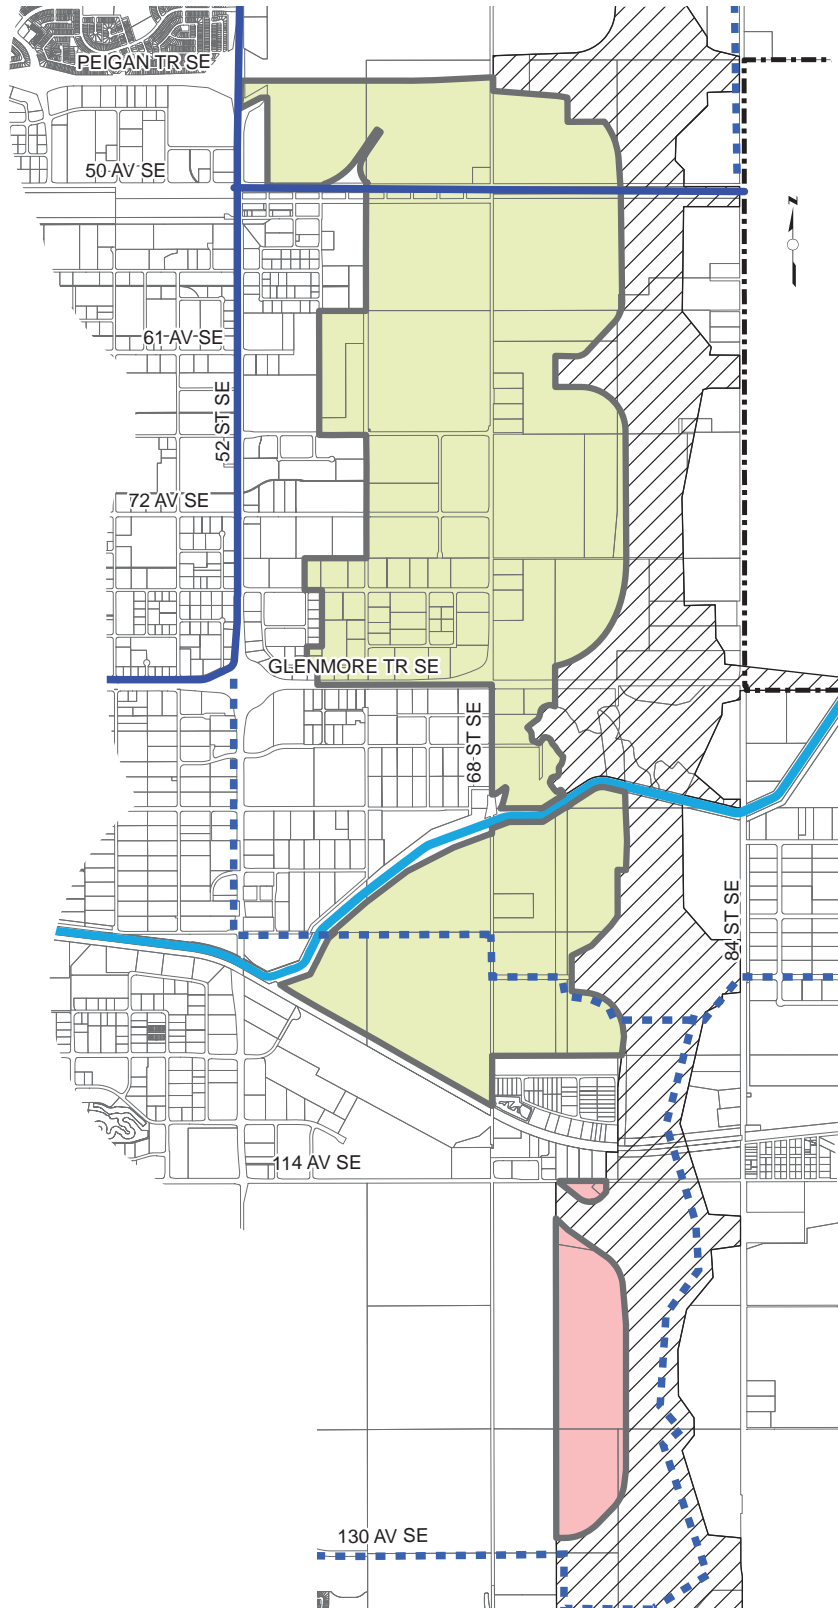 PEIGAN TR SE
50 AV SE
N
61 AV SE
52 ST SE
72 AV SE
GLENMORE TR SE
68 ST SE
84 ST SE
114 AV SE
130 AV SE